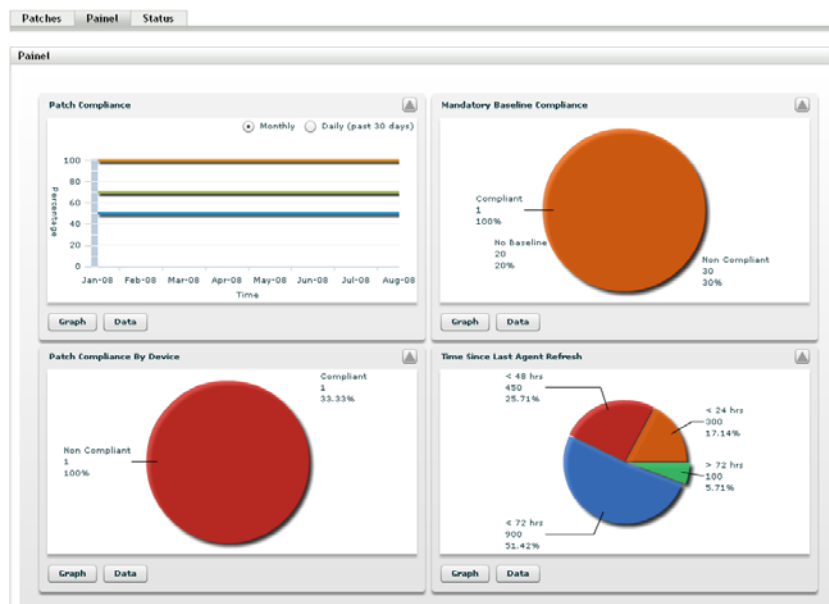 Patches Painel Status
Painel
Patch Compliance
Monthly Daily (past 30 days)
100
80
60
40
20
0
Percentage
Jan-08 Feb-08 Mar-08 Apr-08 May-08 Jun-08 Jul-08 Aug-08
Time
Graph Data
Mandatory Baseline Compliance
Compliant
1
100%
No Baseline
20
20%
Non Compliant
30
30%
Graph Data
Patch Compliance By Device
Compliant
1
33.33%
Non Compliant
1
100%
Graph Data
Time Since Last Agent Refresh
< 48 hrs
450
25.71%
< 24 hrs
300
17.14%
> 72 hrs
100
5.71%
< 72 hrs
900
51.42%
Graph Data